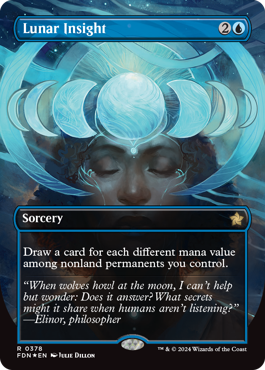 Lunar Insight 2
Sorcery
Draw a card for each different mana value
among nonland permanents you control.
“When wolves howl at the moon, I can’t help
but wonder: Does it answer? What secrets
might it share when humans aren’t listening?”
—Elinor, philosopher
R 0378
FDN★EN Julie Dillon
™ & © 2024 Wizards of the Coast